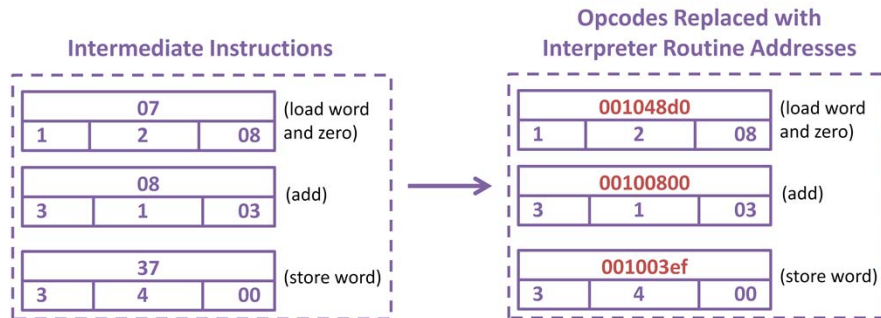 Intermediate Instructions
07
1 2 08
(load word
and zero)
08
3 1 03
(add)
37
3 4 00
(store word)
Opcodes Replaced with
Interpreter Routine Addresses
001048d0
1 2 08
(load word
and zero)
00100800
3 1 03
(add)
001003ef
3 4 00
(store word)